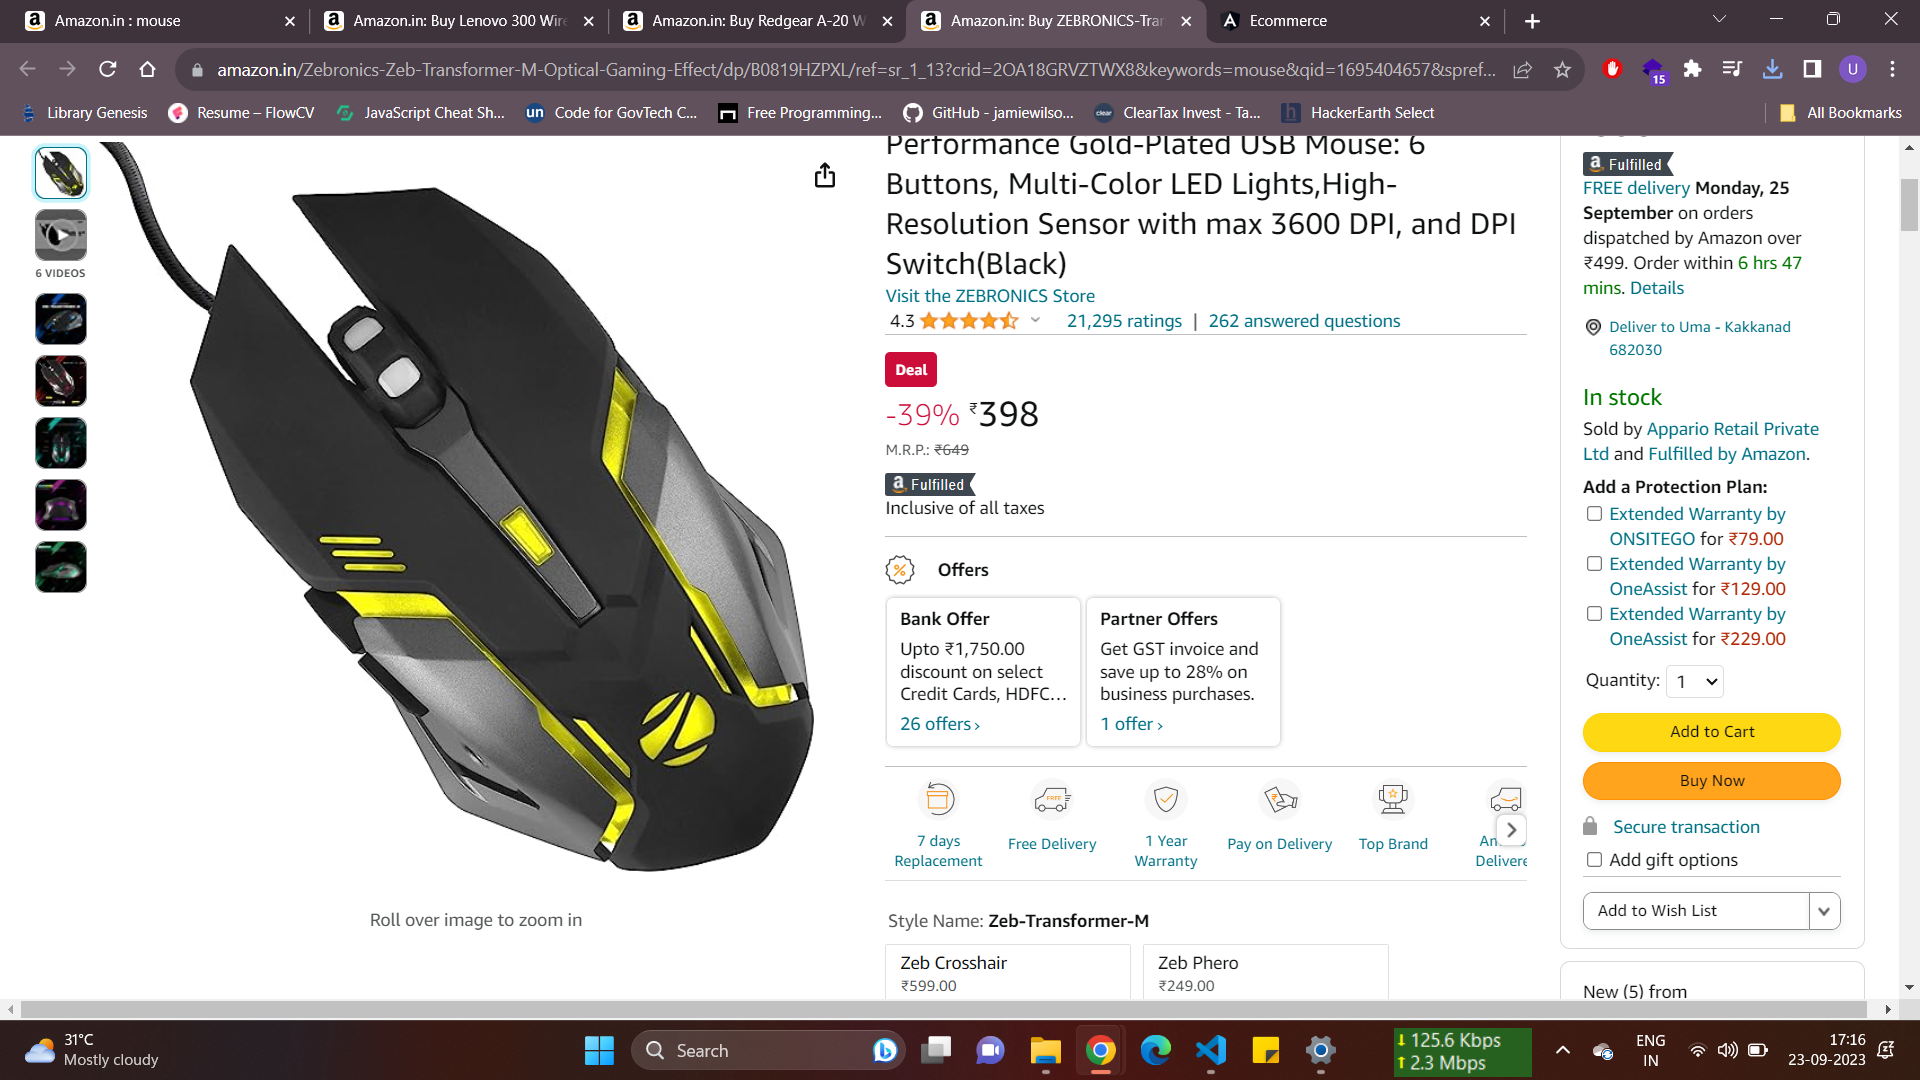 Amazon.in : mouse
Amazon.in: Buy Lenovo 300 Wire
Amazon.in: Buy Redgear A-20 W
Amazon.in: Buy ZEBRONICS-Tran
Ecommerce
amazon.in/Zebronics-Zeb-Transformer-M-Optical-Gaming-Effect/dp/B0819HZPXL/ref=sr_1_13?crid=2OA18GRVZTWX8&keywords=mouse&qid=1695404657&spref...
15
U
Library Genesis
Resume – FlowCV
JavaScript Cheat Sh...
un Code for GovTech C...
Free Programming...
GitHub - jamiewilso...
clear ClearTax Invest - Ta...
h HackerEarth Select
All Bookmarks
6 VIDEOS
Roll over image to zoom in
Performance Gold-Plated USB Mouse: 6
Buttons, Multi-Color LED Lights,High-
Resolution Sensor with max 3600 DPI, and DPI
Switch(Black)
Visit the ZEBRONICS Store
4.3 21,295 ratings | 262 answered questions
Deal
-39% ₹398
M.R.P.: ₹649
a Fulfilled
Inclusive of all taxes
Offers
Bank Offer
Upto ₹1,750.00
discount on select
Credit Cards, HDFC...
26 offers ›
Partner Offers
Get GST invoice and
save up to 28% on
business purchases.
1 offer ›
7 days
Replacement
Free Delivery
1 Year
Warranty
Pay on Delivery
Top Brand
Delivere
Style Name: Zeb-Transformer-M
Zeb Crosshair
₹599.00
Zeb Phero
₹249.00
a Fulfilled
FREE delivery Monday, 25
September on orders
dispatched by Amazon over
₹499. Order within 6 hrs 47
mins. Details
Deliver to Uma - Kakkanad
682030
In stock
Sold by Appario Retail Private
Ltd and Fulfilled by Amazon.
Add a Protection Plan:
Extended Warranty by
ONSITEGO for ₹79.00
Extended Warranty by
OneAssist for ₹129.00
Extended Warranty by
OneAssist for ₹229.00
Quantity: 1
Add to Cart
Buy Now
Secure transaction
Add gift options
Add to Wish List
New (5) from
31°C
Mostly cloudy
Search
125.6 Kbps
2.3 Mbps
ENG
IN
17:16
23-09-2023